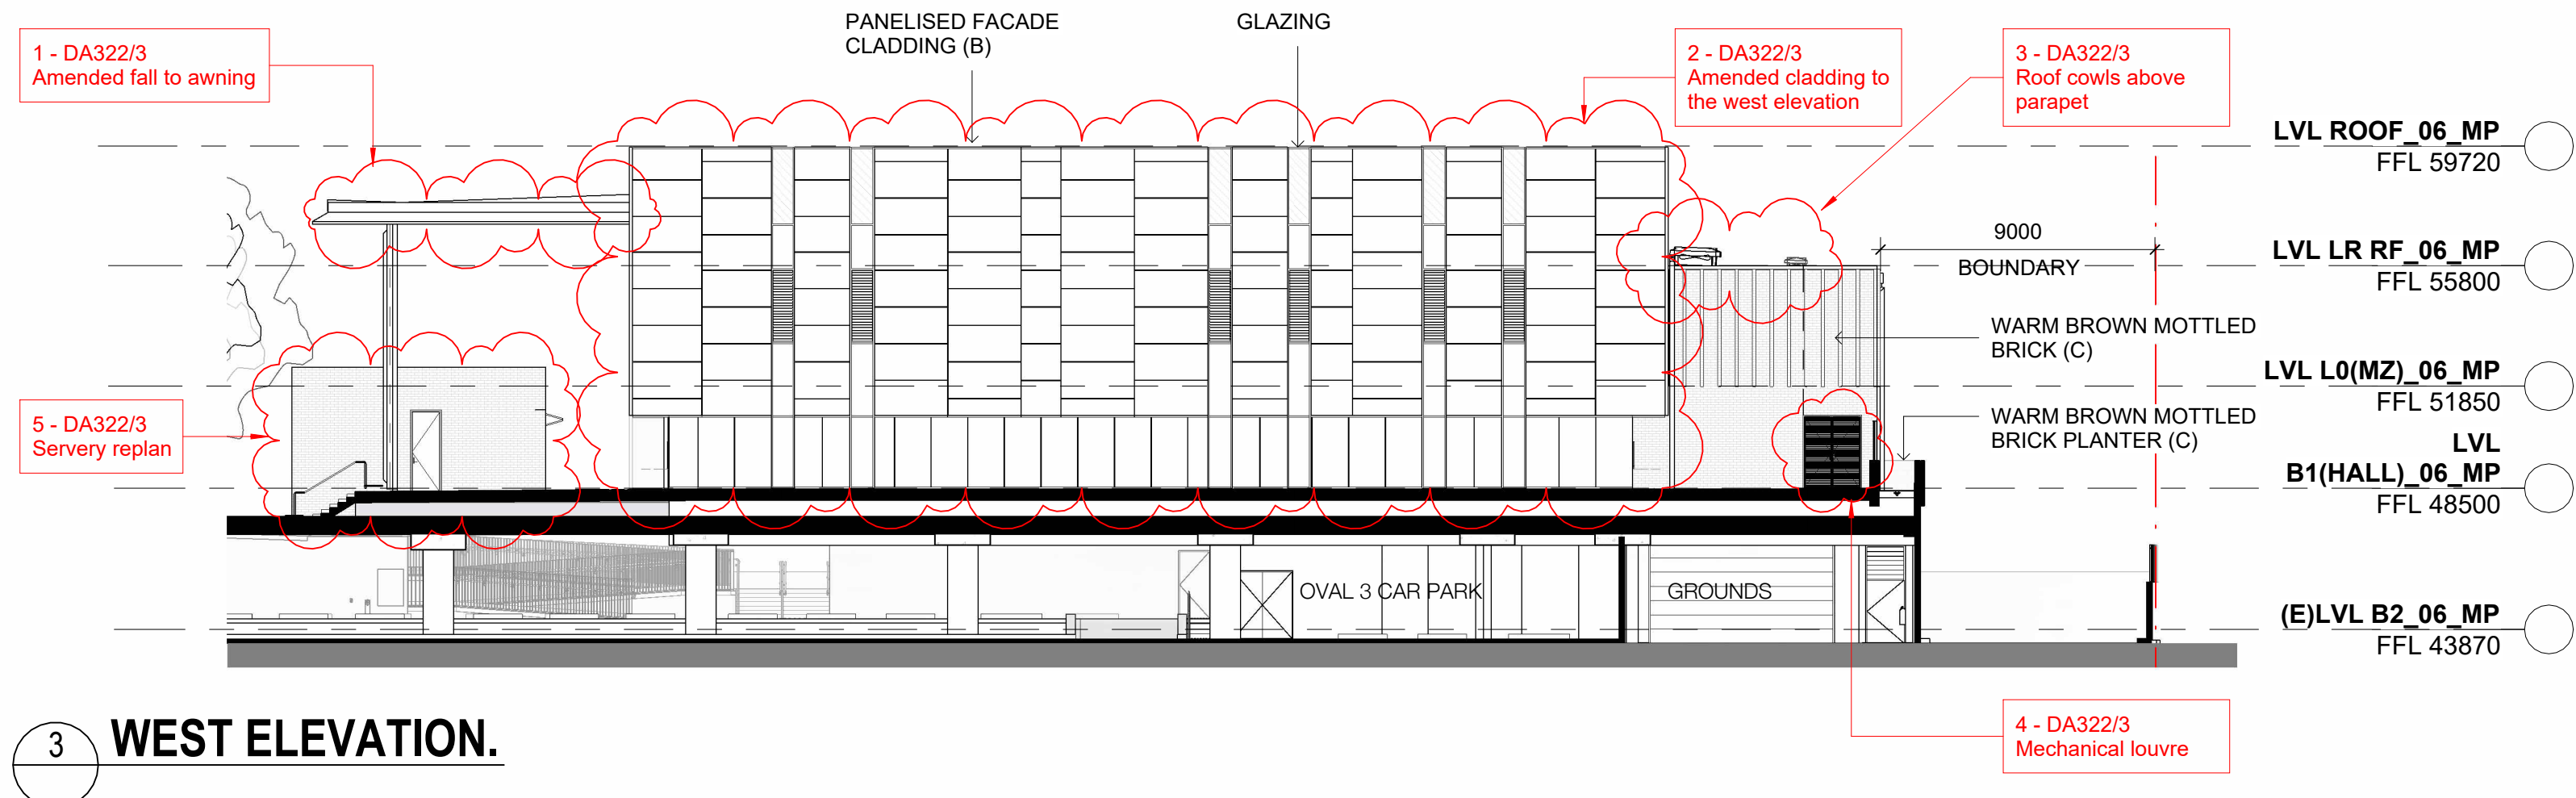 PANELISED FACADE
CLADDING (B)
GLAZING
1 - DA322/3
Amended fall to awning
2 - DA322/3
Amended cladding to
the west elevation
3 - DA322/3
Roof cowls above
parapet
LVL ROOF_06_MP
FFL 59720
9000
BOUNDARY
LVL LR RF_06_MP
FFL 55800
WARM BROWN MOTTLED
BRICK (C)
LVL L0(MZ)_06_MP
FFL 51850
5 - DA322/3
Servery replan
WARM BROWN MOTTLED
BRICK PLANTER (C)
LVL
B1(HALL)_06_MP
FFL 48500
OVAL 3 CAR PARK
GROUNDS
(E)LVL B2_06_MP
FFL 43870
4 - DA322/3
Mechanical louvre
3
WEST ELEVATION.